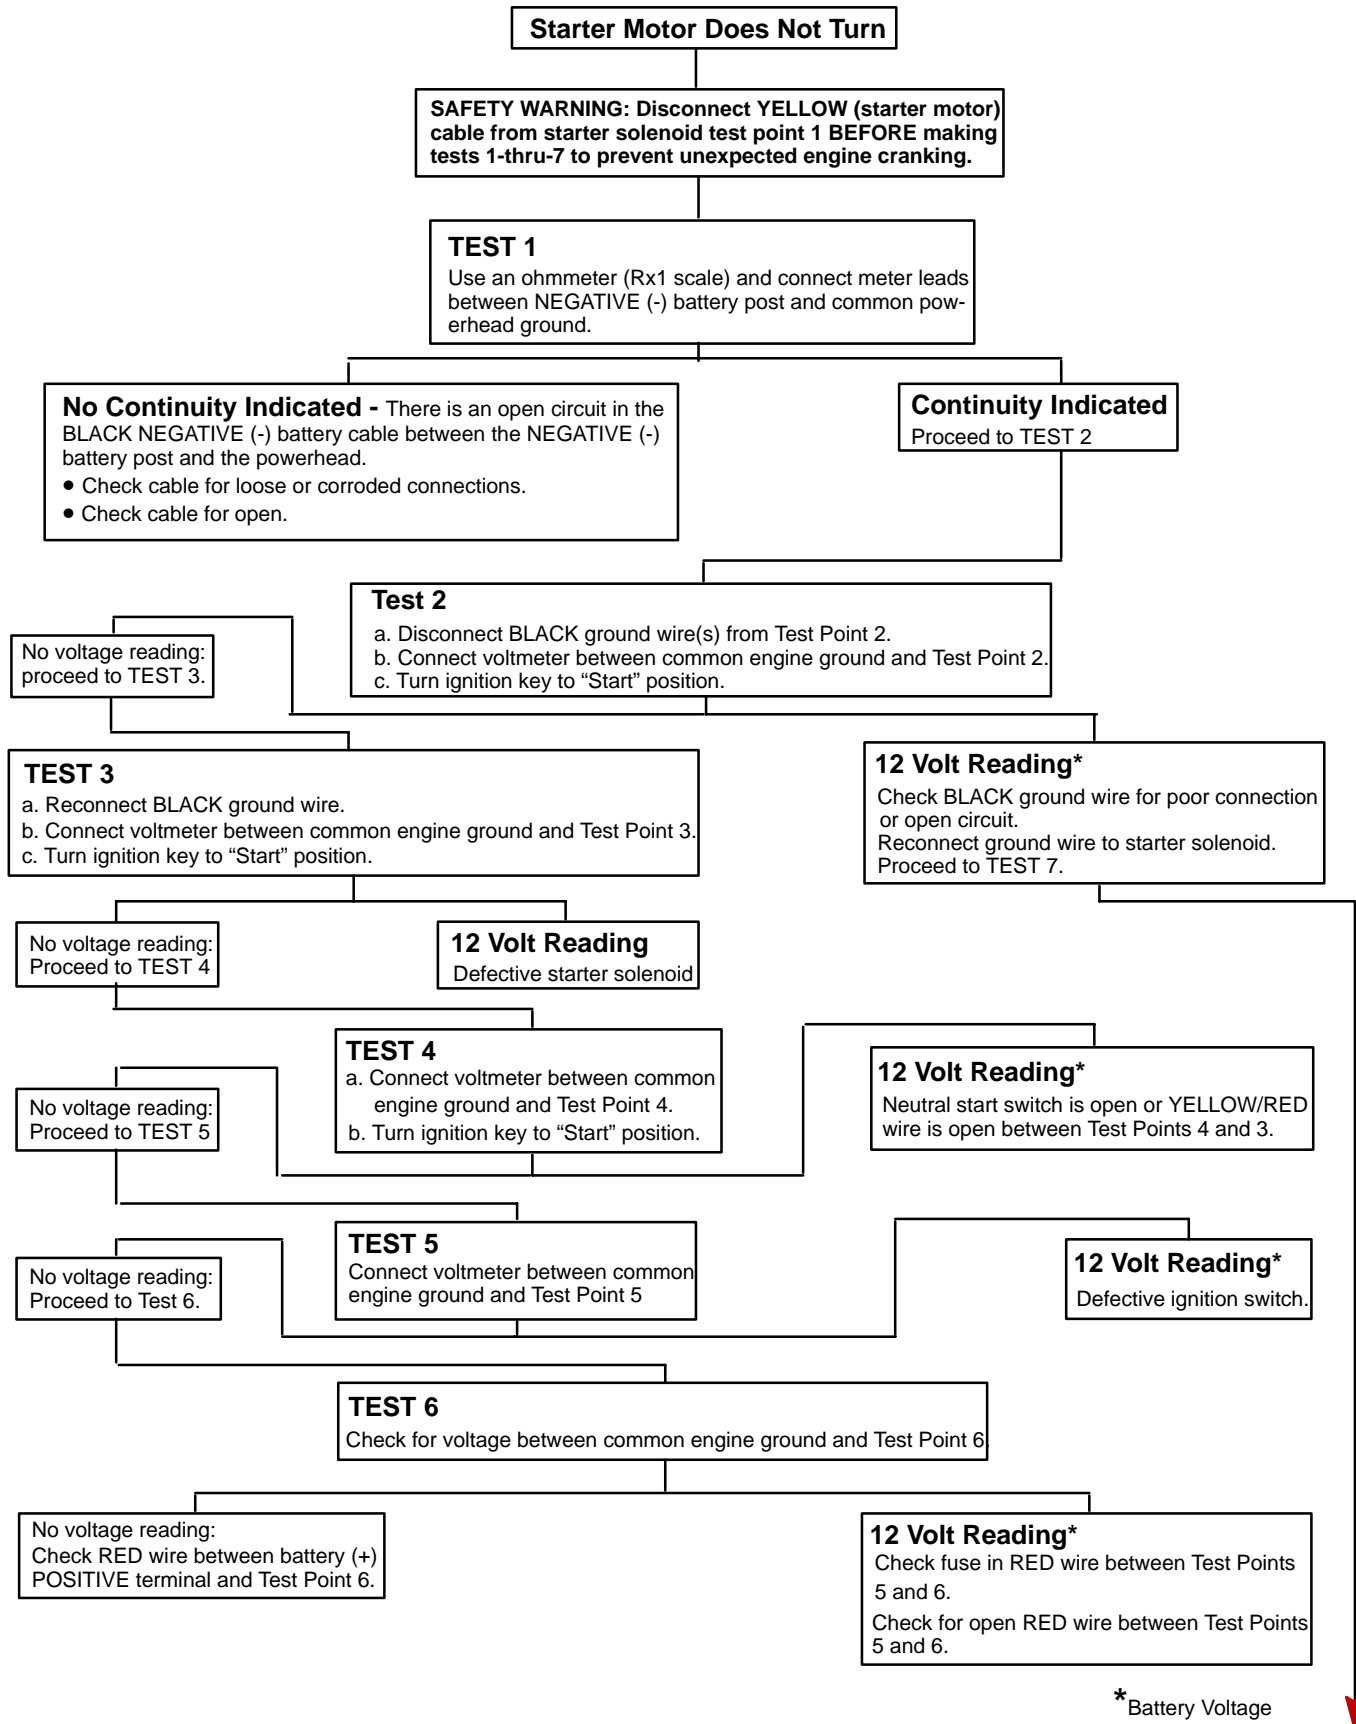 Starter Motor Does Not Turn
SAFETY WARNING: Disconnect YELLOW (starter motor)
cable from starter solenoid test point 1 BEFORE making
tests 1-thru-7 to prevent unexpected engine cranking.
TEST 1
Use an ohmmeter (Rx1 scale) and connect meter leads
between NEGATIVE (-) battery post and common pow-
erhead ground.
No Continuity Indicated - There is an open circuit in the
BLACK NEGATIVE (-) battery cable between the NEGATIVE (-)
battery post and the powerhead.
• Check cable for loose or corroded connections.
• Check cable for open.
Continuity Indicated
Proceed to TEST 2
Test 2
a. Disconnect BLACK ground wire(s) from Test Point 2.
b. Connect voltmeter between common engine ground and Test Point 2.
c. Turn ignition key to “Start” position.
No voltage reading:
proceed to TEST 3.
12 Volt Reading*
Check BLACK ground wire for poor connection
or open circuit.
Reconnect ground wire to starter solenoid.
Proceed to TEST 7.
TEST 3
a. Reconnect BLACK ground wire.
b. Connect voltmeter between common engine ground and Test Point 3.
c. Turn ignition key to “Start” position.
No voltage reading:
Proceed to TEST 4
12 Volt Reading
Defective starter solenoid
TEST 4
a. Connect voltmeter between common
engine ground and Test Point 4.
b. Turn ignition key to “Start” position.
12 Volt Reading*
Neutral start switch is open or YELLOW/RED
wire is open between Test Points 4 and 3.
No voltage reading:
Proceed to TEST 5
TEST 5
Connect voltmeter between common
engine ground and Test Point 5
12 Volt Reading*
Defective ignition switch.
No voltage reading:
Proceed to Test 6.
TEST 6
Check for voltage between common engine ground and Test Point 6.
No voltage reading:
Check RED wire between battery (+)
POSITIVE terminal and Test Point 6.
12 Volt Reading*
Check fuse in RED wire between Test Points
5 and 6.
Check for open RED wire between Test Points
5 and 6.
*Battery Voltage